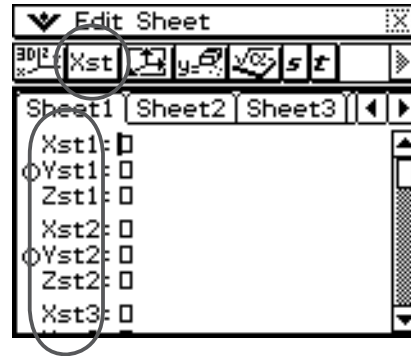 Edit Sheet
Xst s t
Sheet1 Sheet2 Sheet3
Xst1:
Yst1:
Zst1:
Xst2:
Yst2:
Zst2:
Xst3: